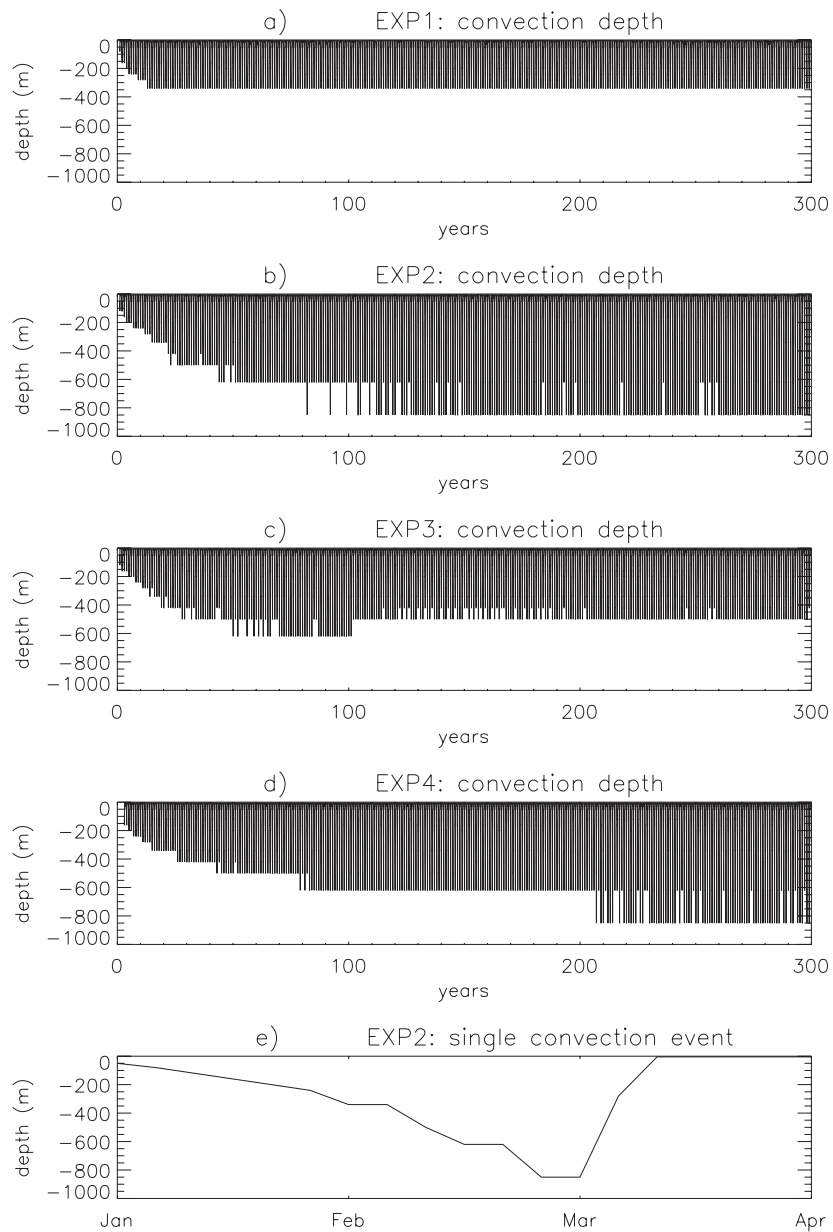 a) EXP1: convection depth
0
−200
−400
−600
−800
−1000
depth (m)
0 100 200 300
years
b) EXP2: convection depth
0
−200
−400
−600
−800
−1000
depth (m)
0 100 200 300
years
c) EXP3: convection depth
0
−200
−400
−600
−800
−1000
depth (m)
0 100 200 300
years
d) EXP4: convection depth
0
−200
−400
−600
−800
−1000
depth (m)
0 100 200 300
years
e) EXP2: single convection event
0
−200
−400
−600
−800
−1000
depth (m)
Jan Feb Mar Apr